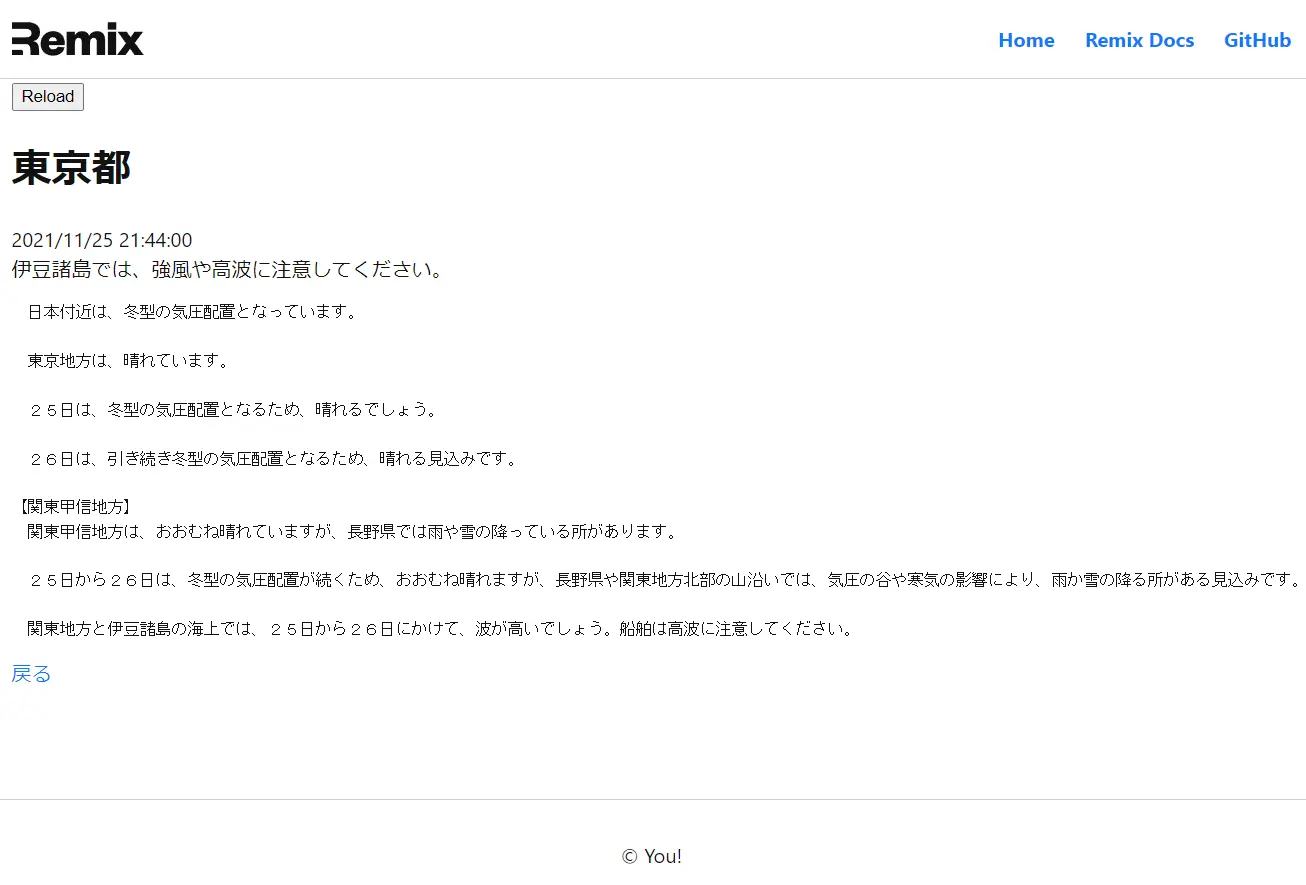 Remix
Home Remix Docs GitHub
Reload
東京都
2021/11/25 21:44:00
伊豆諸島では、強風や高波に注意してください。
　日本付近は、冬型の気圧配置となっています。
　東京地方は、晴れています。
　２５日は、冬型の気圧配置となるため、晴れるでしょう。
　２６日は、引き続き冬型の気圧配置となるため、晴れる見込みです。
【関東甲信地方】
　関東甲信地方は、おおむね晴れていますが、長野県では雨や雪の降っている所があります。
　２５日から２６日は、冬型の気圧配置が続くため、おおむね晴れますが、長野県や関東地方北部の山沿いでは、気圧の谷や寒気の影響により、雨か雪の降る所がある見込みです。
　関東地方と伊豆諸島の海上では、２５日から２６日にかけて、波が高いでしょう。船舶は高波に注意してください。
戻る
© You!